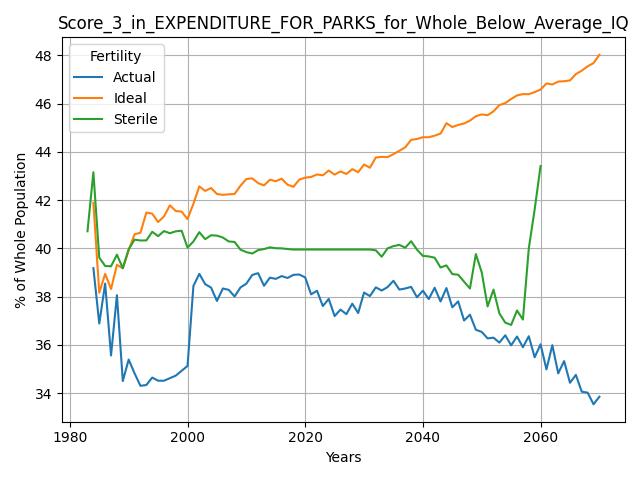 Score_3_in_EXPENDITURE_FOR_PARKS_for_Whole_Below_Average_IQ
Fertility
Actual
Ideal
Sterile
% of Whole Population
48
46
44
42
40
38
36
34
1980
2000
2020
2040
2060
Years